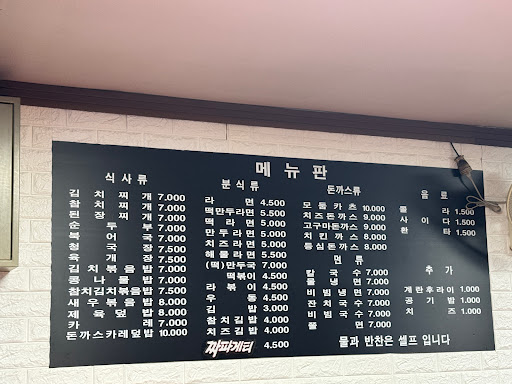 메뉴판
식사류
김치찌개 7.000
참치찌개 7.000
된장찌개 7.000
순두부 7.000
북어국 7.000
청국장 7.500
육개장 7.500
김치볶음밥 7.000
콩나물밥 7.000
참치김치볶음밥 7.500
새우볶음밥 8.000
제육덮밥 8.000
카레 7.000
돈까스카레덮밥 10.000
분식류
라면 4.500
떡만두라면 5.500
떡라면 5.000
만두라면 5.000
치즈라면 5.000
해물라면 5.500
(떡)만두국 7.000
떡볶이 4.500
라볶이 4.500
우동 4.500
김밥 3.000
참치김밥 4.000
치즈김밥 4.000
짜파게티 4.500
돈까스류
모듬카츠 10.000
치즈돈까스 9.000
고구마돈까스 9.000
치킨까스 8.000
등심돈까스 8.000
면류
칼국수 7.000
물냉면 7.000
비빔냉면 7.000
잔치국수 7.000
비빔국수 7.000
쫄면 7.000
음료
콜라 1.500
사이다 1.500
환타 1.500
추가
계란후라이 1.000
공기밥 1.000
치즈 1.000
물과 반찬은 셀프 입니다